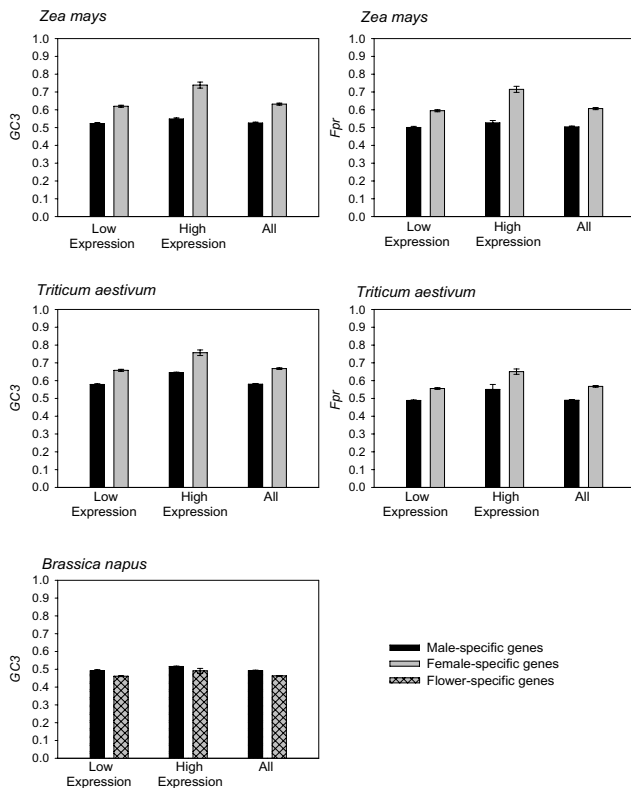 Zea mays
1.0
0.9
0.8
0.7
0.6
0.5
0.4
0.3
0.2
0.1
0.0
GC3
Low
Expression
High
Expression
All
Zea mays
1.0
0.9
0.8
0.7
0.6
0.5
0.4
0.3
0.2
0.1
0.0
Fpr
Low
Expression
High
Expression
All
Triticum aestivum
1.0
0.9
0.8
0.7
0.6
0.5
0.4
0.3
0.2
0.1
0.0
GC3
Low
Expression
High
Expression
All
Triticum aestivum
1.0
0.9
0.8
0.7
0.6
0.5
0.4
0.3
0.2
0.1
0.0
Fpr
Low
Expression
High
Expression
All
Brassica napus
1.0
0.9
0.8
0.7
0.6
0.5
0.4
0.3
0.2
0.1
0.0
GC3
Low
Expression
High
Expression
All
Male-specific genes
Female-specific genes
Flower-specific genes